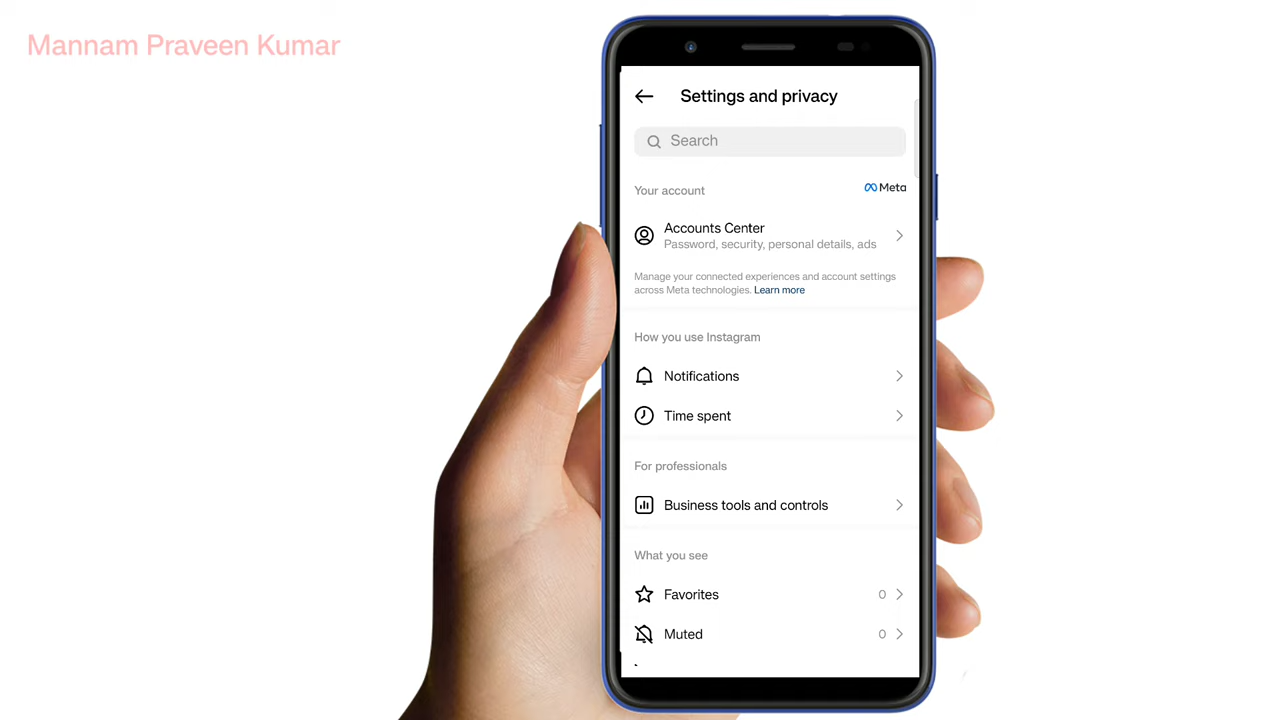 Mannam Praveen Kumar
Settings and privacy
Search
Your account
Meta
Accounts Center
Password, security, personal details, ads
Manage your connected experiences and account settings
across Meta technologies. Learn more
How you use Instagram
Notifications
Time spent
For professionals
Business tools and controls
What you see
Favorites 0
Muted 0